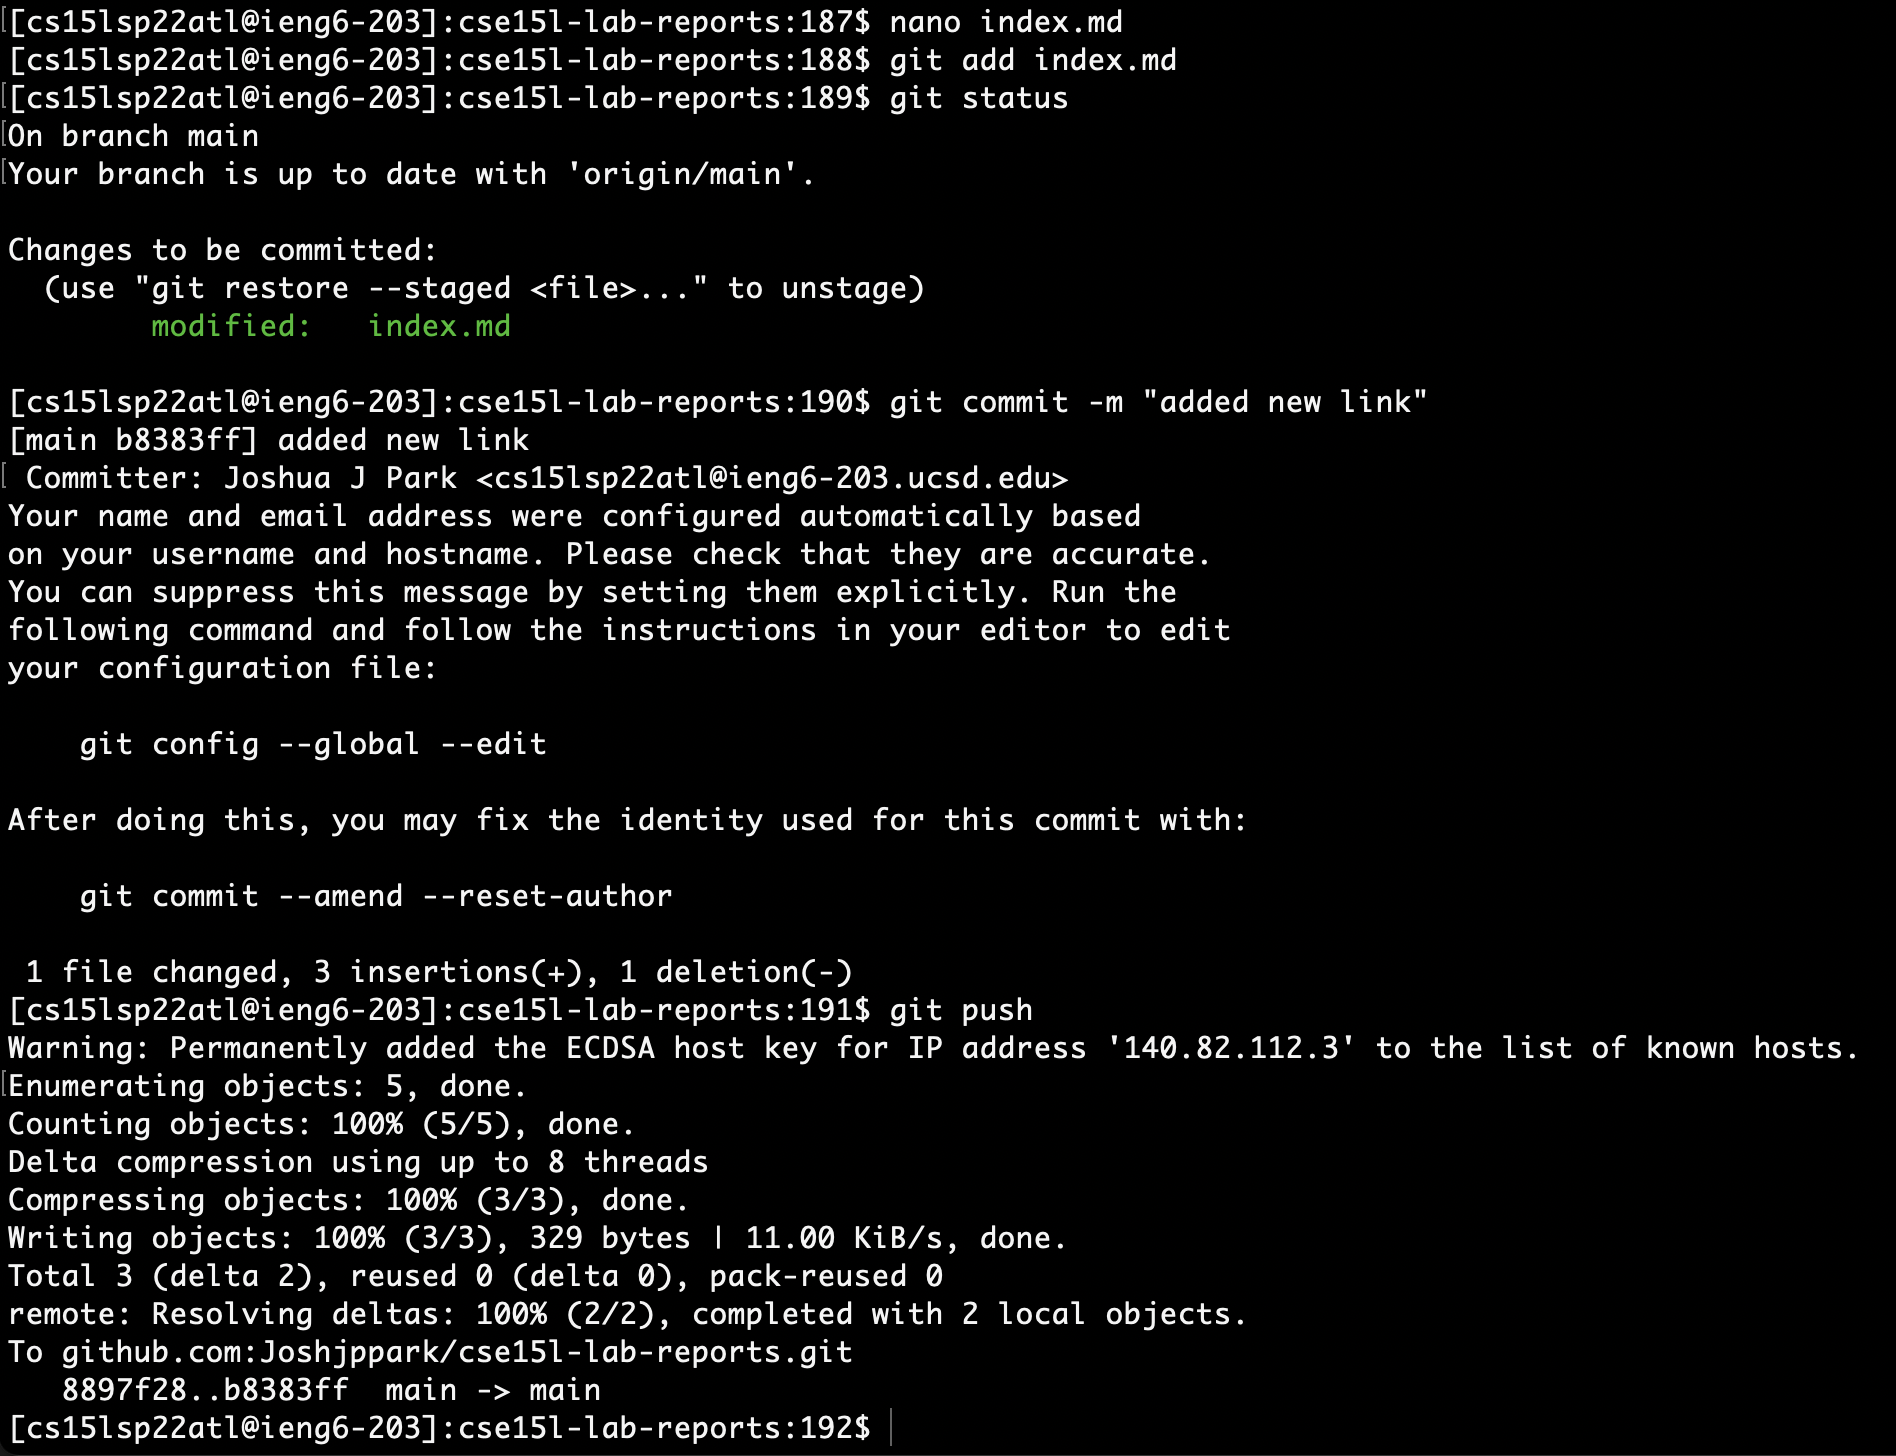 [cs15lsp22atl@ieng6-203]:cse15l-lab-reports:187$ nano index.md
[cs15lsp22atl@ieng6-203]:cse15l-lab-reports:188$ git add index.md
[cs15lsp22atl@ieng6-203]:cse15l-lab-reports:189$ git status
On branch main
Your branch is up to date with 'origin/main'.

Changes to be committed:
  (use "git restore --staged <file>..." to unstage)
        modified:   index.md

[cs15lsp22atl@ieng6-203]:cse15l-lab-reports:190$ git commit -m "added new link"
[main b8383ff] added new link
 Committer: Joshua J Park <cs15lsp22atl@ieng6-203.ucsd.edu>
Your name and email address were configured automatically based
on your username and hostname. Please check that they are accurate.
You can suppress this message by setting them explicitly. Run the
following command and follow the instructions in your editor to edit
your configuration file:

    git config --global --edit

After doing this, you may fix the identity used for this commit with:

    git commit --amend --reset-author

 1 file changed, 3 insertions(+), 1 deletion(-)
[cs15lsp22atl@ieng6-203]:cse15l-lab-reports:191$ git push
Warning: Permanently added the ECDSA host key for IP address '140.82.112.3' to the list of known hosts.
Enumerating objects: 5, done.
Counting objects: 100% (5/5), done.
Delta compression using up to 8 threads
Compressing objects: 100% (3/3), done.
Writing objects: 100% (3/3), 329 bytes | 11.00 KiB/s, done.
Total 3 (delta 2), reused 0 (delta 0), pack-reused 0
remote: Resolving deltas: 100% (2/2), completed with 2 local objects.
To github.com:Joshjppark/cse15l-lab-reports.git
   8897f28..b8383ff  main -> main
[cs15lsp22atl@ieng6-203]:cse15l-lab-reports:192$